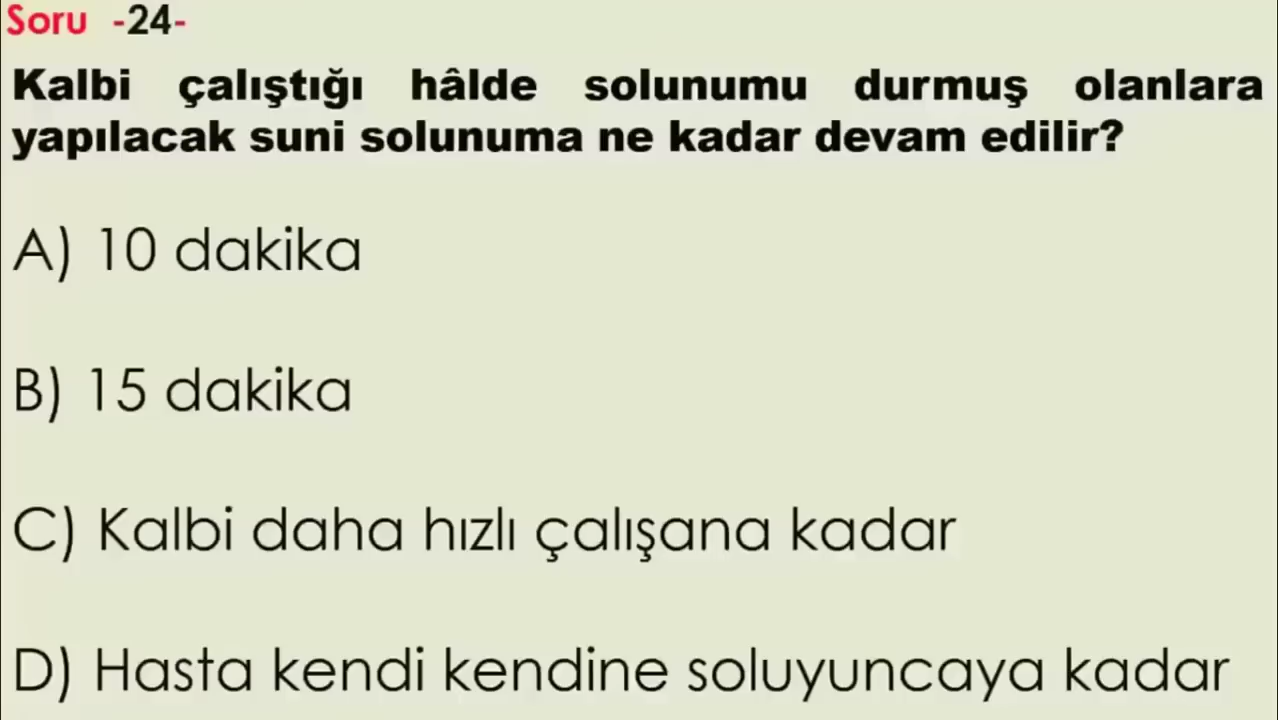 Soru -24-
Kalbi çalıştığı hâlde solunumu durmuş olanlara
yapılacak suni solunuma ne kadar devam edilir?
A) 10 dakika
B) 15 dakika
C) Kalbi daha hızlı çalışana kadar
D) Hasta kendi kendine soluyuncaya kadar